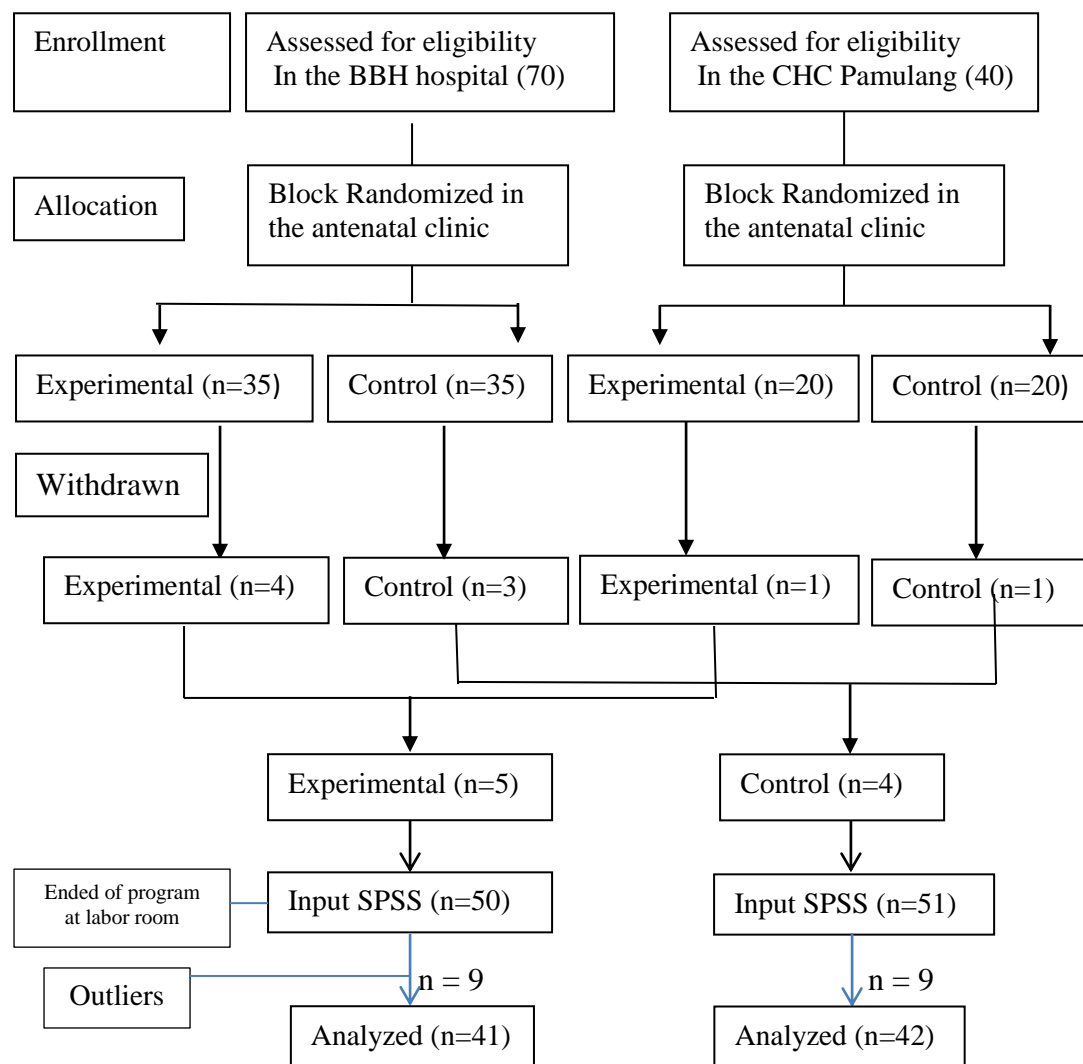 Enrollment
Assessed for eligibility
In the BBH hospital (70)
Assessed for eligibility
In the CHC Pamulang (40)
Allocation
Block Randomized in
the antenatal clinic
Block Randomized in
the antenatal clinic
Experimental (n=35)
Control (n=35)
Experimental (n=20)
Control (n=20)
Withdrawn
Experimental (n=4)
Control (n=3)
Experimental (n=1)
Control (n=1)
Experimental (n=5)
Control (n=4)
Ended of program
at labor room
Input SPSS (n=50)
Input SPSS (n=51)
Outliers
n = 9
n = 9
Analyzed (n=41)
Analyzed (n=42)